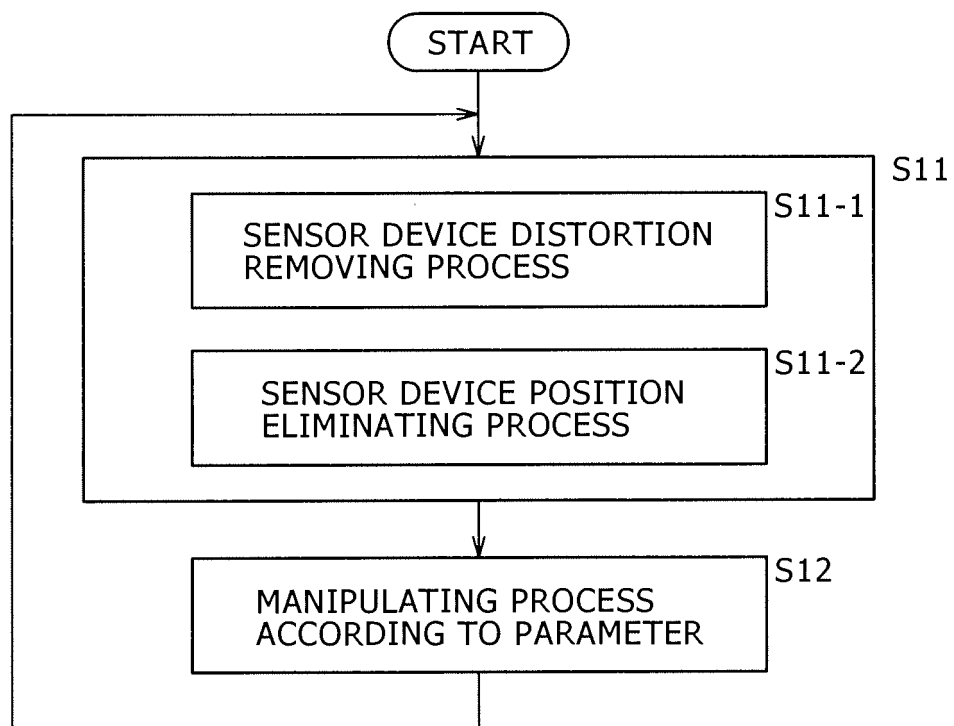 START
S11
S11-1
SENSOR DEVICE DISTORTION
REMOVING PROCESS
S11-2
SENSOR DEVICE POSITION
ELIMINATING PROCESS
S12
MANIPULATING PROCESS
ACCORDING TO PARAMETER